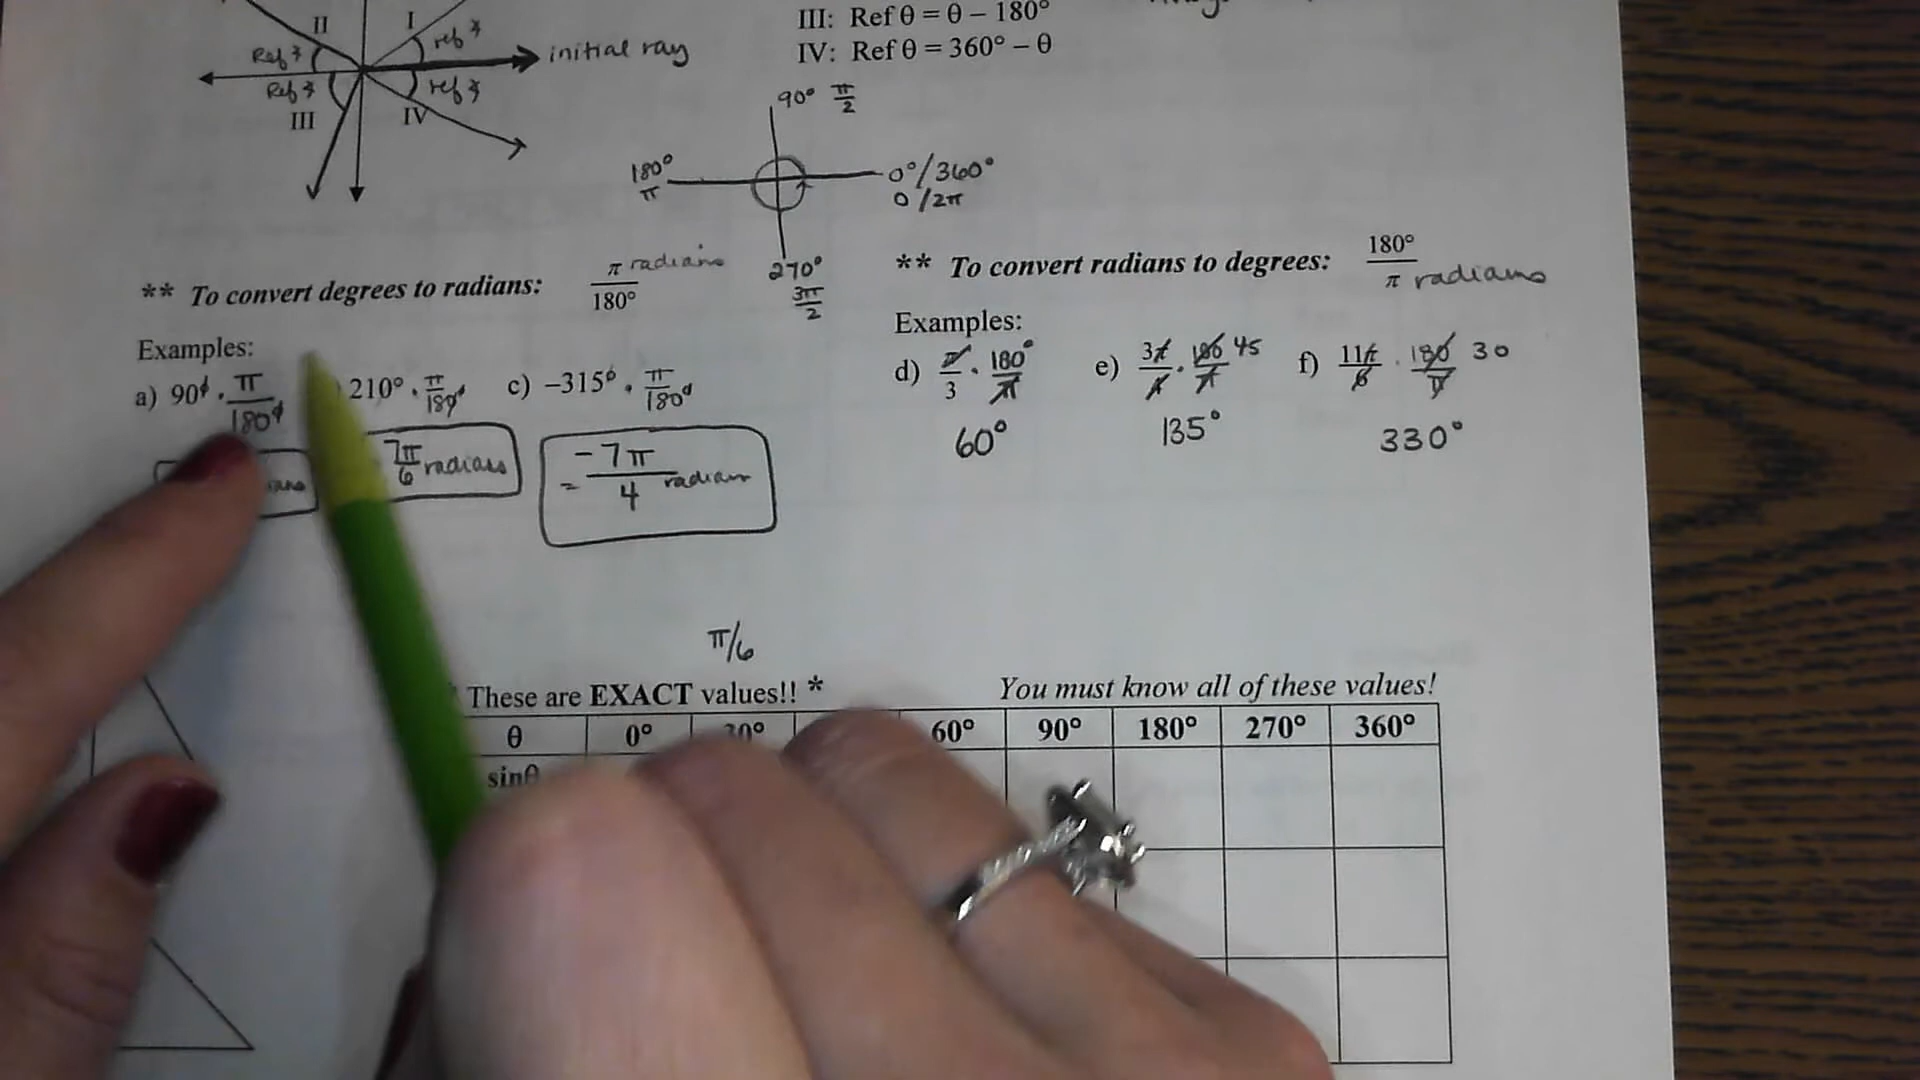 II I
Ref∡ ref∡ initial ray
Ref∡ ref∡
III IV
III: Ref θ = θ – 180°
IV: Ref θ = 360° – θ
90° π/2
180° 0°/360°
π 0/2π
270°
3π/2
** To convert degrees to radians: π radians/180°
Examples:
a) 90° · π/180° 210° · π/180° c) –315° · π/180°
7π/6 radians = -7π/4 radians
** To convert radians to degrees: 180°/π radians
Examples:
d) π/3 · 180°/π e) 3π/4 · 180/π 45 f) 11π/6 · 180/π 30
60° 135° 330°
π/6
These are EXACT values!! * You must know all of these values!
θ 0° 30° 60° 90° 180° 270° 360°
sinθ